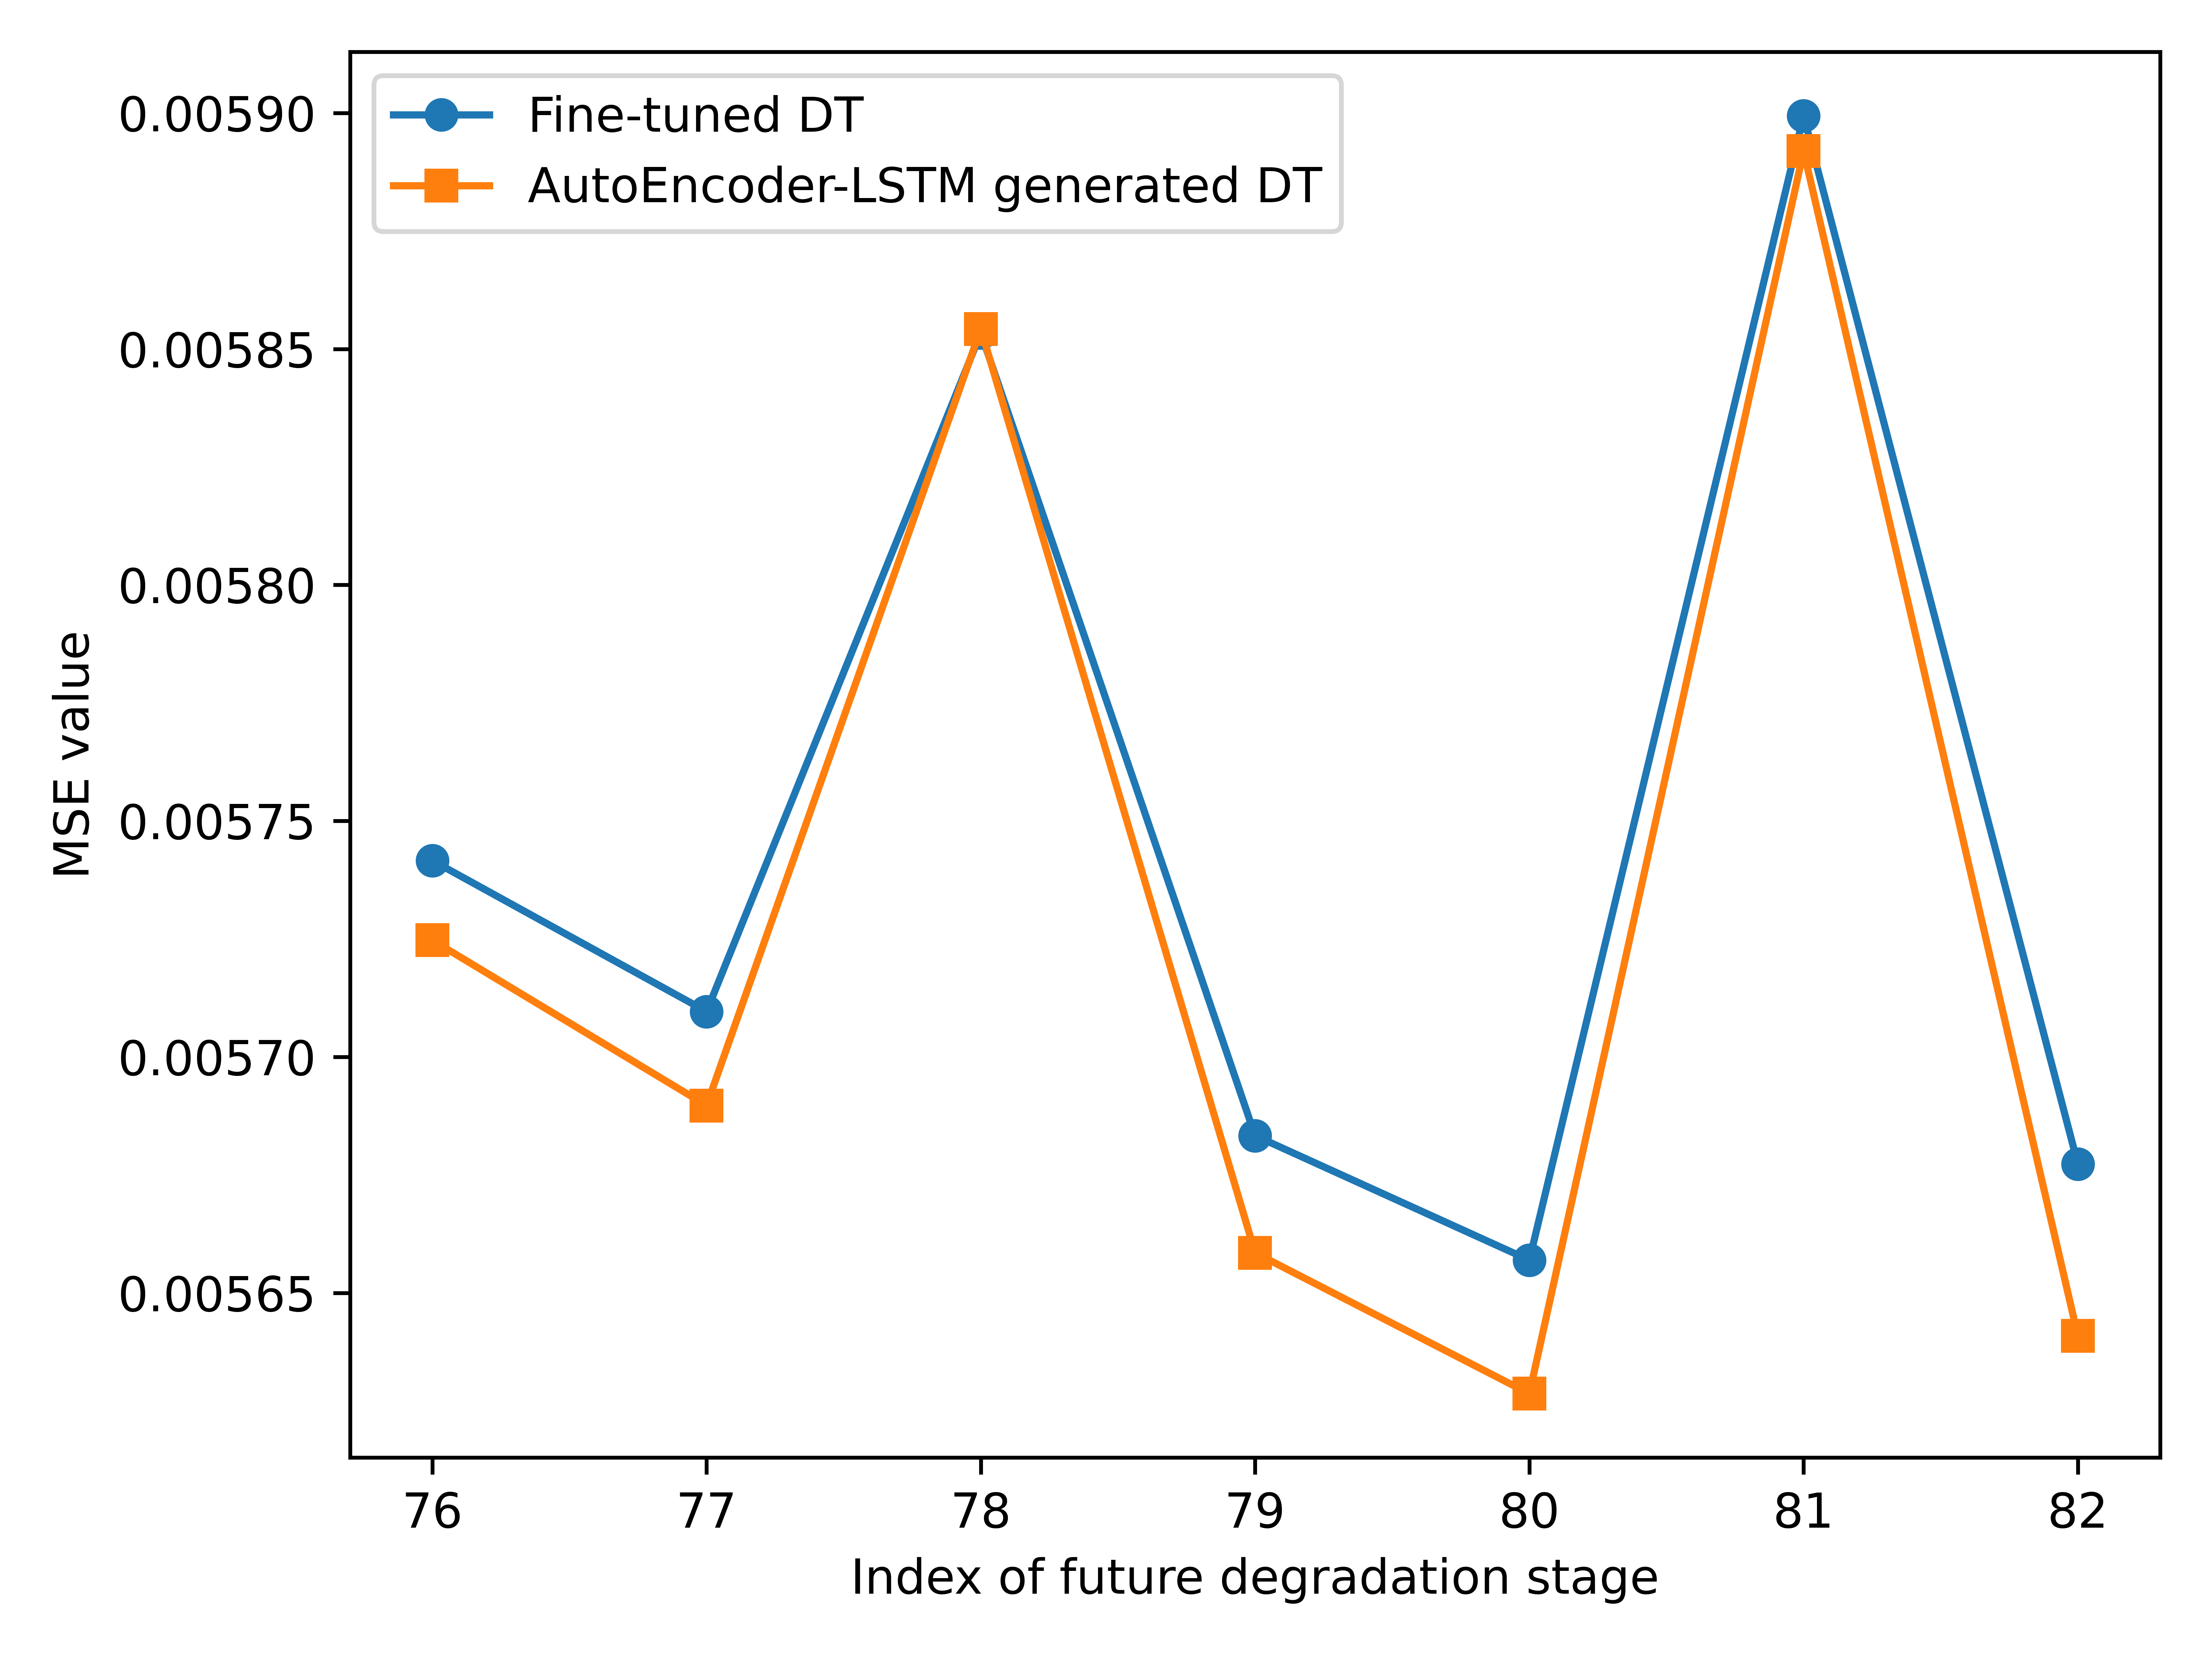 Fine-tuned DT
AutoEncoder-LSTM generated DT
0.00590
0.00585
0.00580
0.00575
0.00570
0.00565
MSE value
76 77 78 79 80 81 82
Index of future degradation stage